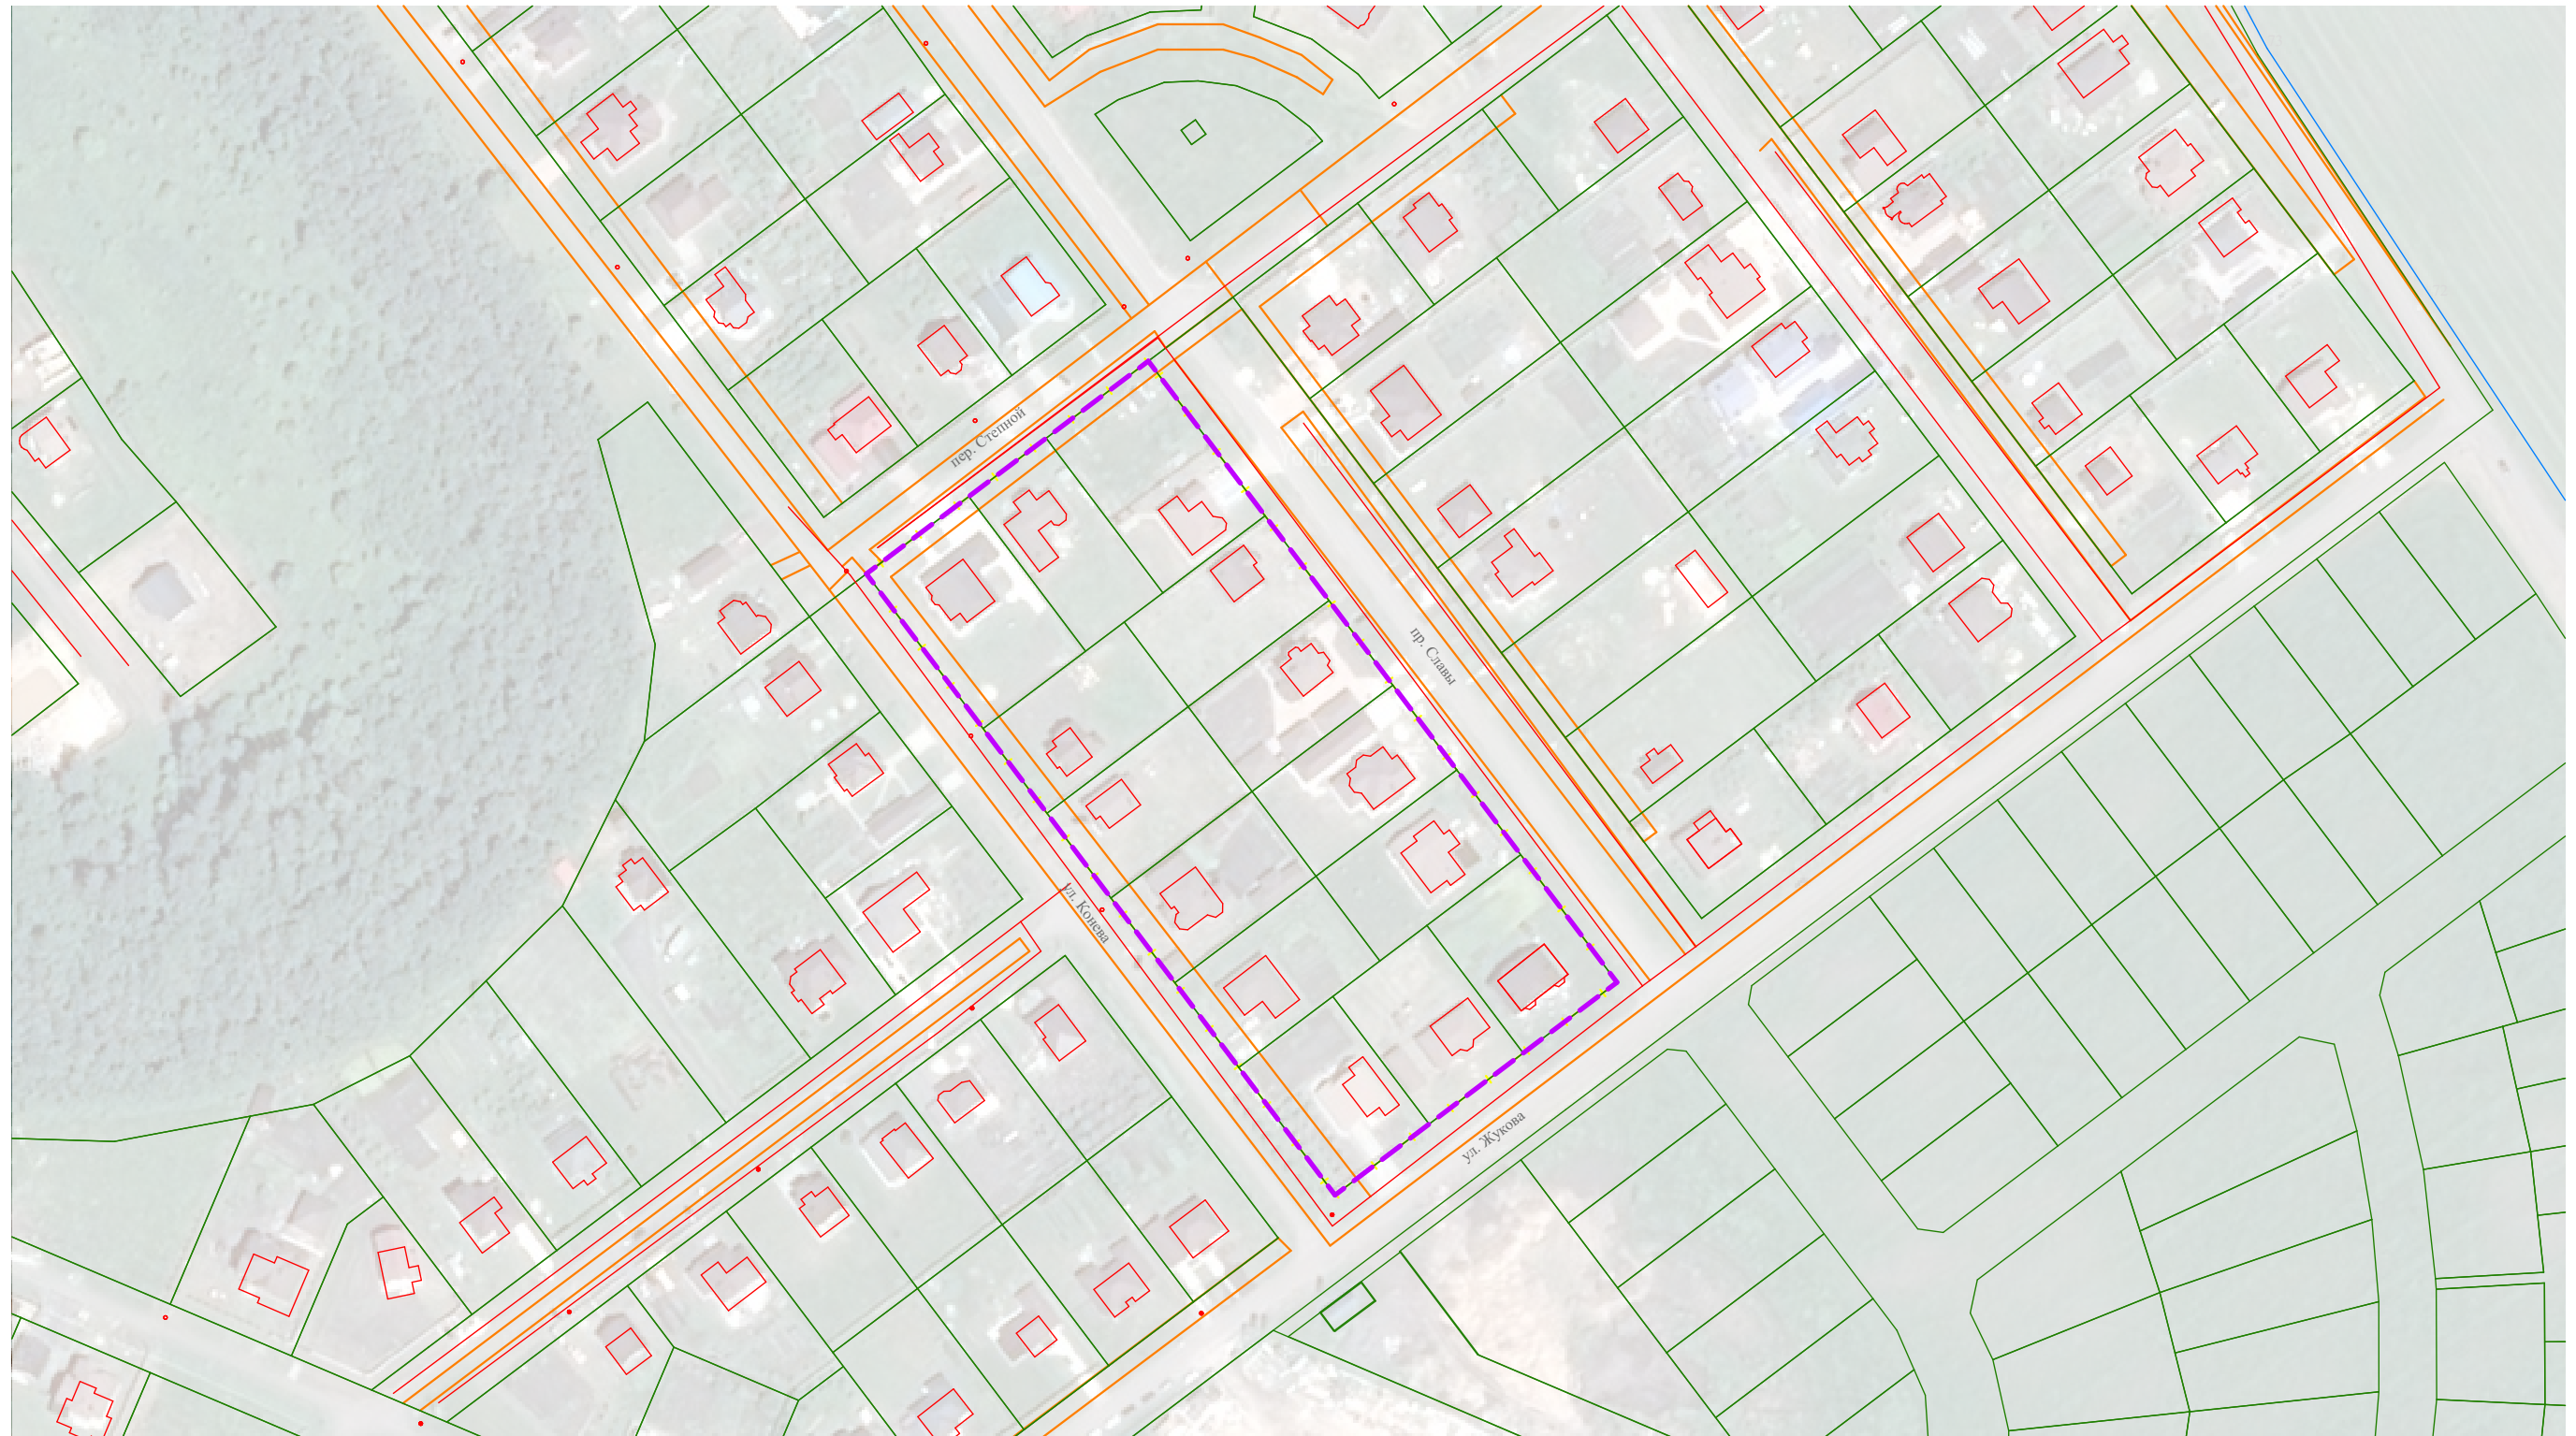 пер. Степной
пр. Славы
ул. Конева
ул. Жукова